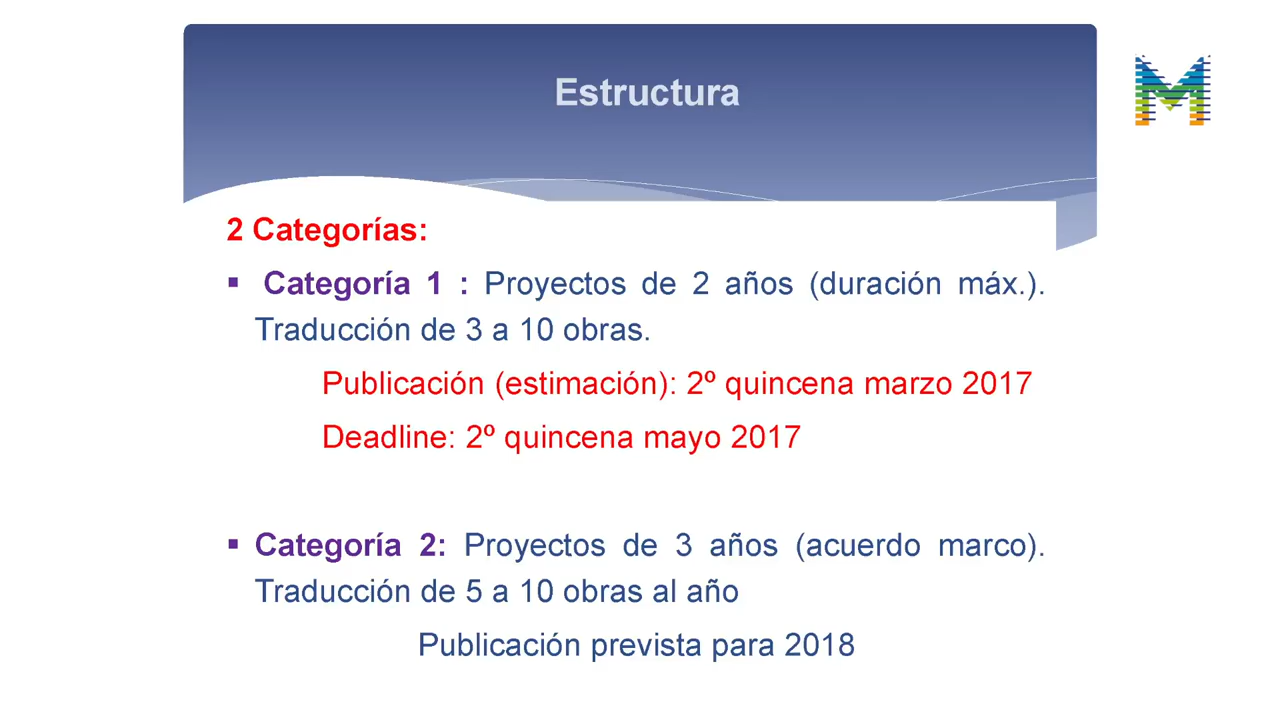 Estructura
2 Categorías:
▪ Categoría 1 : Proyectos de 2 años (duración máx.).
Traducción de 3 a 10 obras.
Publicación (estimación): 2º quincena marzo 2017
Deadline: 2º quincena mayo 2017
▪ Categoría 2: Proyectos de 3 años (acuerdo marco).
Traducción de 5 a 10 obras al año
Publicación prevista para 2018